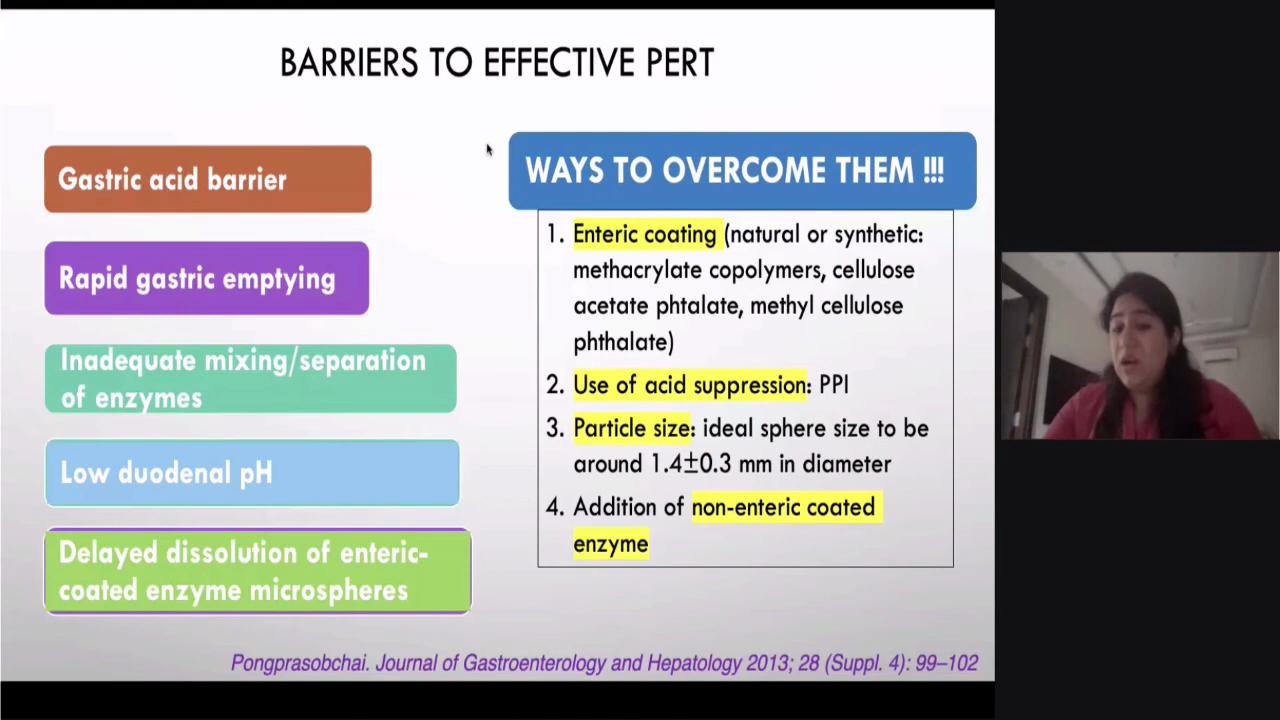 BARRIERS TO EFFECTIVE PERT
Gastric acid barrier
Rapid gastric emptying
Inadequate mixing/separation
of enzymes
Low duodenal pH
Delayed dissolution of enteric-
coated enzyme microspheres
WAYS TO OVERCOME THEM !!!
1. Enteric coating (natural or synthetic:
methacrylate copolymers, cellulose
acetate phtalate, methyl cellulose
phthalate)
2. Use of acid suppression: PPI
3. Particle size: ideal sphere size to be
around 1.4±0.3 mm in diameter
4. Addition of non-enteric coated
enzyme
Pongprasobchai. Journal of Gastroenterology and Hepatology 2013; 28 (Suppl. 4): 99–102